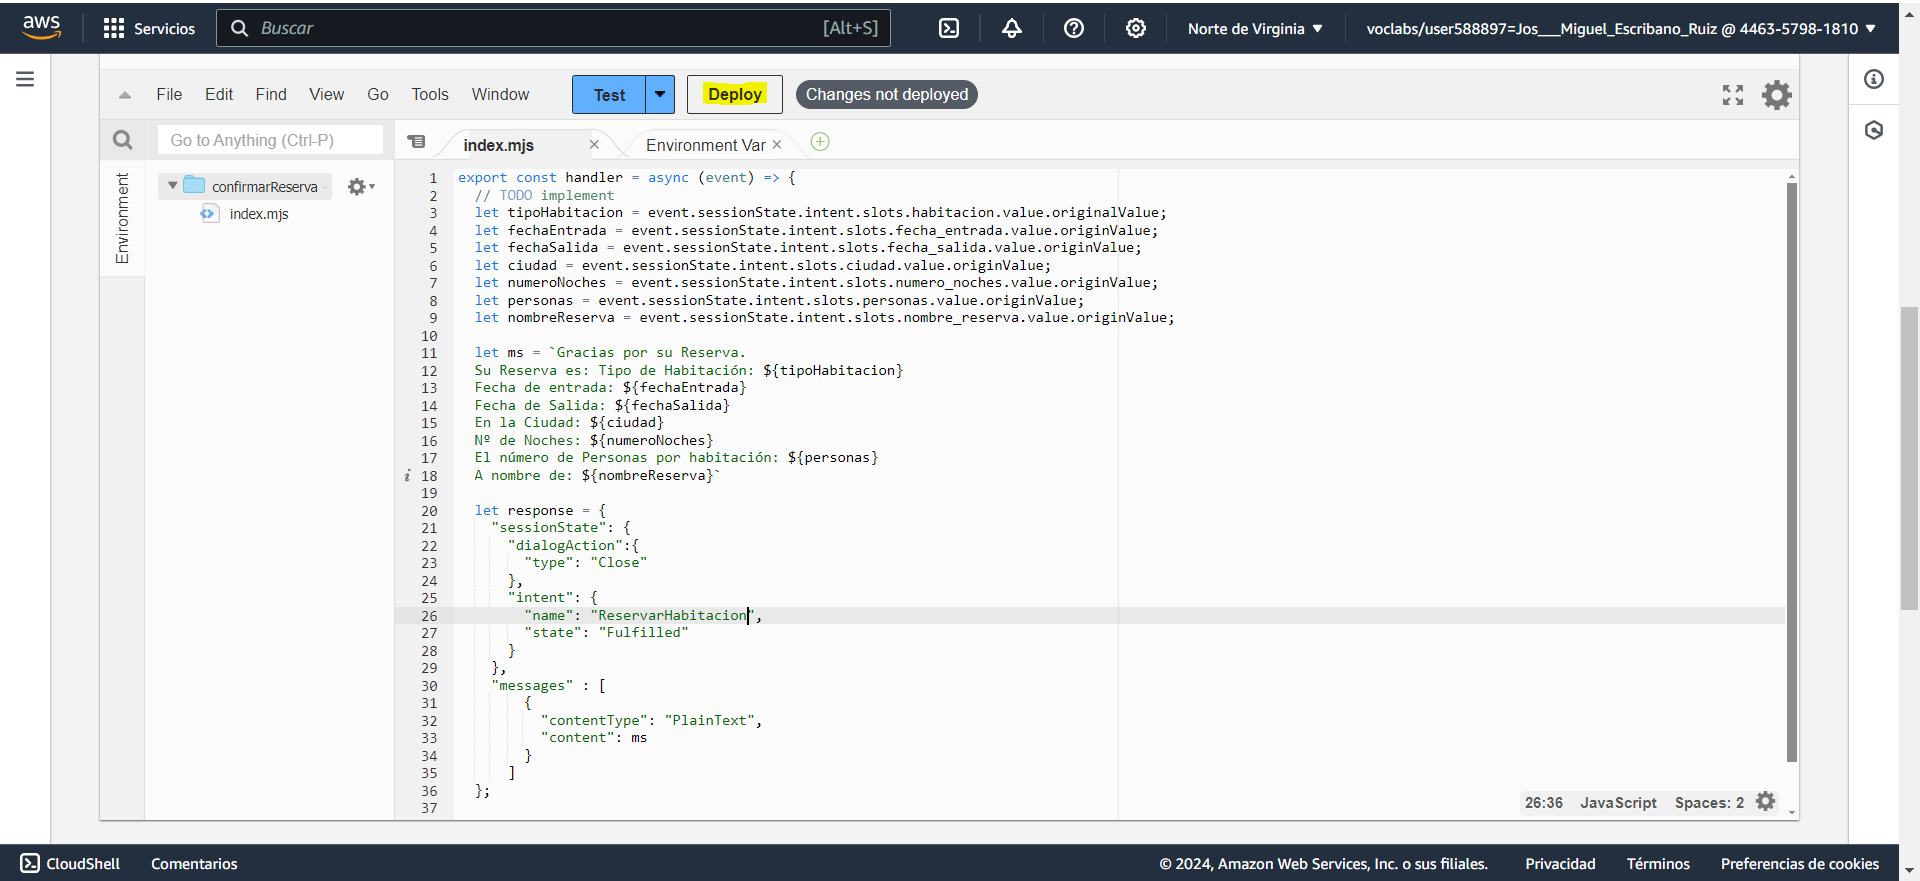 aws Servicios Buscar [Alt+S] Norte de Virginia voclabs/user588897=Jos___Miguel_Escribano_Ruiz @ 4463-5798-1810
File Edit Find View Go Tools Window Test Deploy Changes not deployed
Go to Anything (Ctrl-P) index.mjs Environment Var
Environment
confirmarReserva
index.mjs
1 export const handler = async (event) => {
2 // TODO implement
3 let tipoHabitacion = event.sessionState.intent.slots.habitacion.value.originalValue;
4 let fechaEntrada = event.sessionState.intent.slots.fecha_entrada.value.originValue;
5 let fechaSalida = event.sessionState.intent.slots.fecha_salida.value.originValue;
6 let ciudad = event.sessionState.intent.slots.ciudad.value.originValue;
7 let numeroNoches = event.sessionState.intent.slots.numero_noches.value.originValue;
8 let personas = event.sessionState.intent.slots.personas.value.originValue;
9 let nombreReserva = event.sessionState.intent.slots.nombre_reserva.value.originValue;
10
11 let ms = `Gracias por su Reserva.
12 Su Reserva es: Tipo de Habitación: ${tipoHabitacion}
13 Fecha de entrada: ${fechaEntrada}
14 Fecha de Salida: ${fechaSalida}
15 En la Ciudad: ${ciudad}
16 Nº de Noches: ${numeroNoches}
17 El número de Personas por habitación: ${personas}
i 18 A nombre de: ${nombreReserva}`
19
20 let response = {
21 "sessionState": {
22 "dialogAction":{
23 "type": "Close"
24 },
25 "intent": {
26 "name": "ReservarHabitacion",
27 "state": "Fulfilled"
28 }
29 },
30 "messages" : [
31 {
32 "contentType": "PlainText",
33 "content": ms
34 }
35 ]
36 };
37
26:36 JavaScript Spaces: 2
CloudShell Comentarios © 2024, Amazon Web Services, Inc. o sus filiales. Privacidad Términos Preferencias de cookies